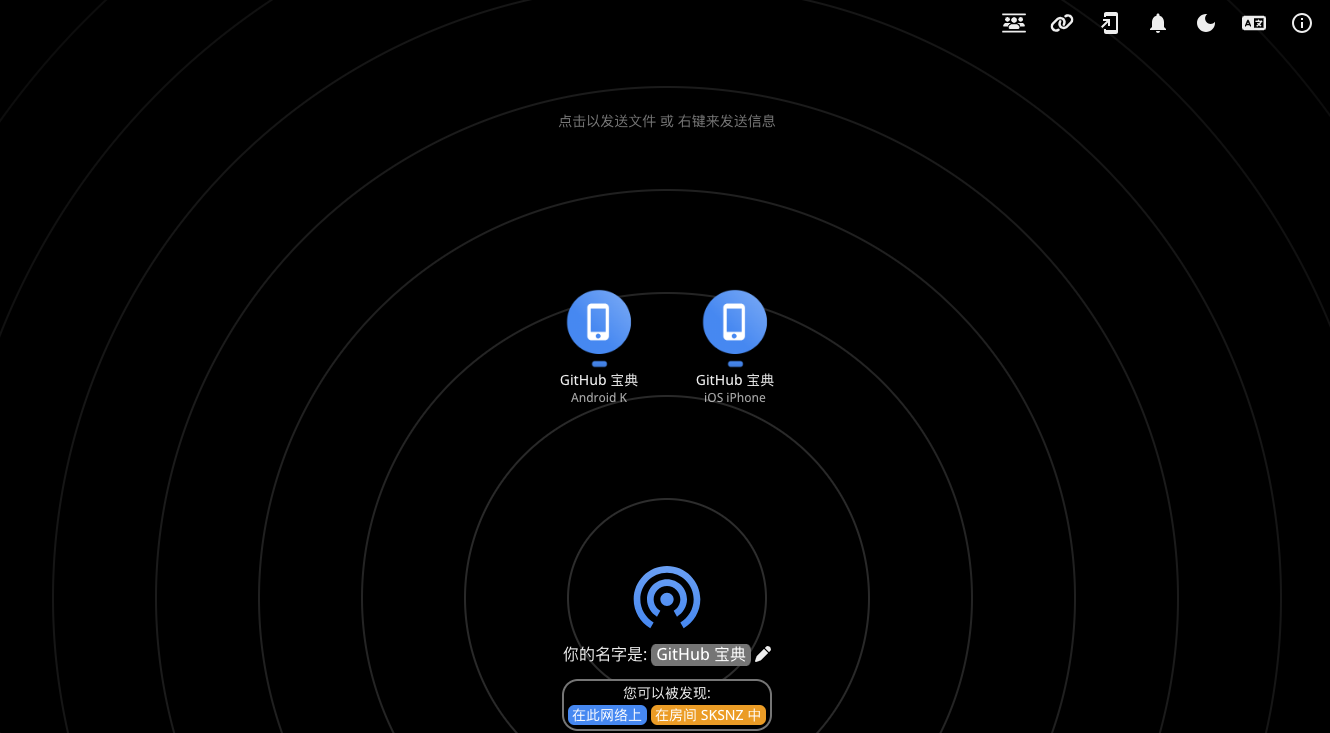 点击以发送文件 或 右键来发送信息
GitHub 宝典
Android K
GitHub 宝典
iOS iPhone
你的名字是: GitHub 宝典
您可以被发现:
在此网络上 在房间 SKSNZ 中